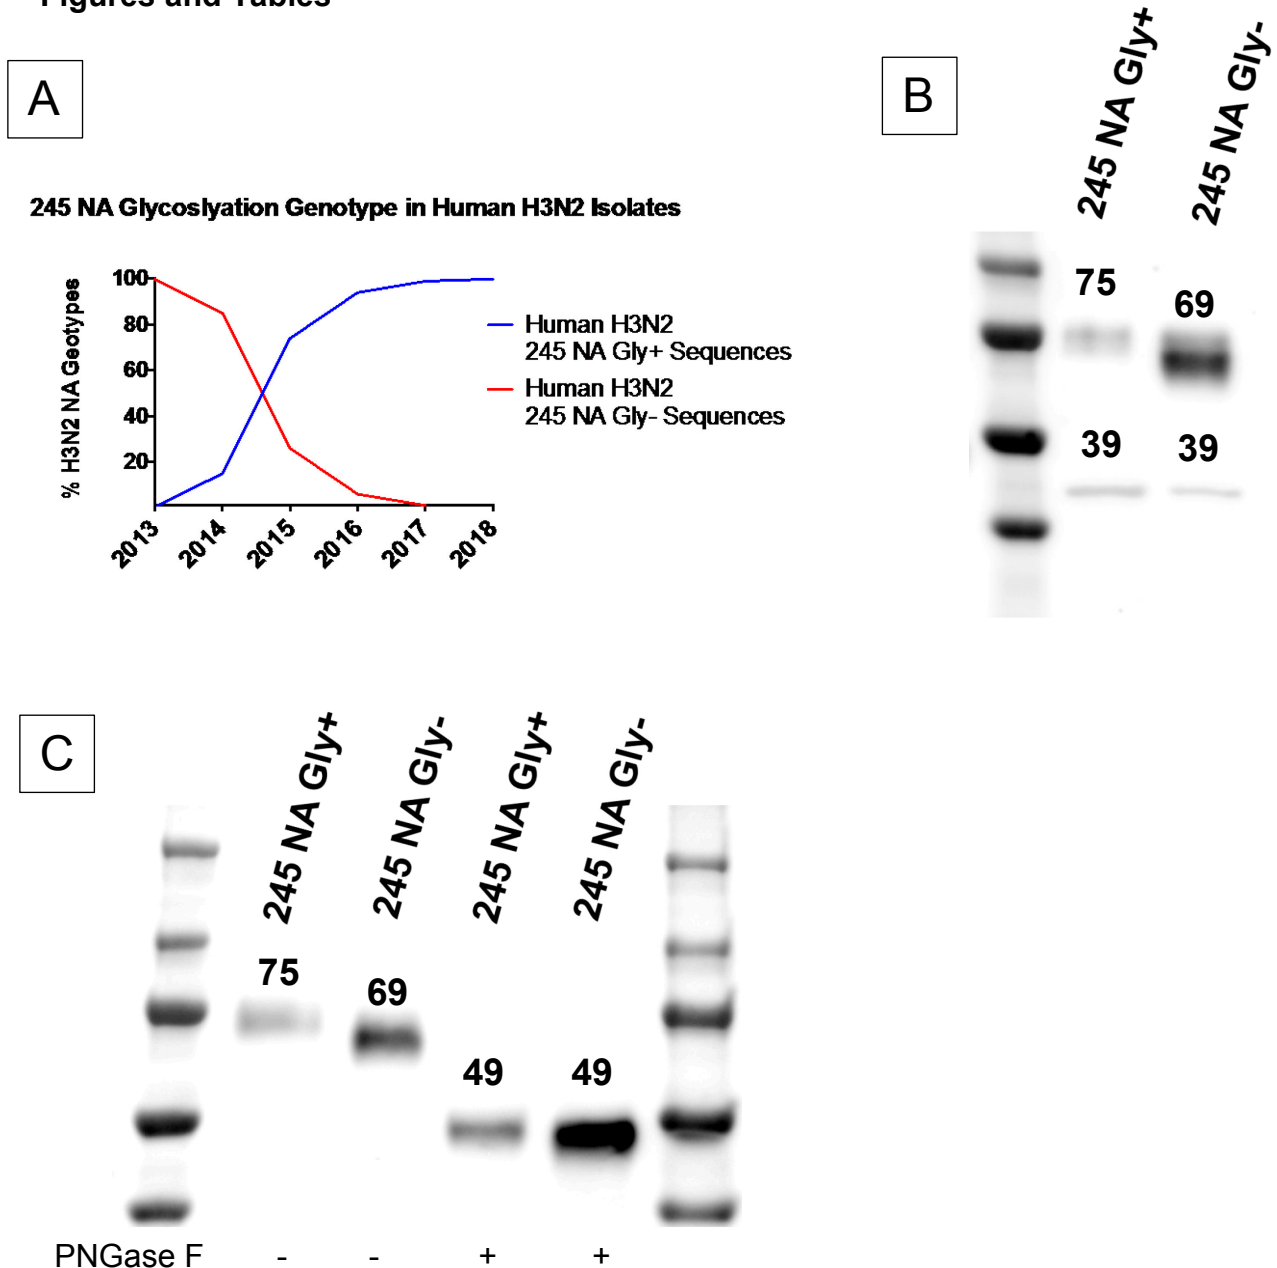 Figures and Tables
A
245 NA Glycoslyation Genotype in Human H3N2 Isolates
% H3N2 NA Geotypes
100
80
60
40
20
2013
2014
2015
2016
2017
2018
Human H3N2
245 NA Gly+ Sequences
Human H3N2
245 NA Gly- Sequences
B
245 NA Gly+
245 NA Gly-
75
69
39
39
C
245 NA Gly+
245 NA Gly-
245 NA Gly+
245 NA Gly-
75
69
49
49
PNGase F - - + +